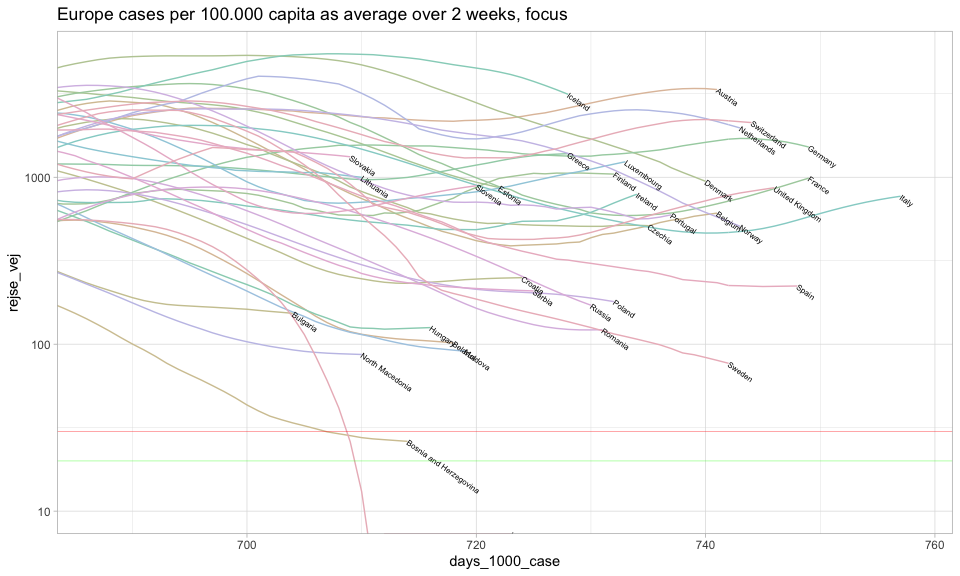 Europe cases per 100.000 capita as average over 2 weeks, focus
rejse_vej
1000
100
10
Iceland
Austria
Switzerland
Netherlands
Germany
Greece
Slovakia
Lithuania
Luxembourg
Finland
Ireland
Slovenia
Estonia
Denmark
France
United Kingdom
Italy
Portugal
Belgium
Norway
Czechia
Croatia
Serbia
Spain
Poland
Russia
Romania
Bulgaria
Hungary
Belarus
Moldova
North Macedonia
Sweden
Bosnia and Herzegovina
700
720
740
760
days_1000_case